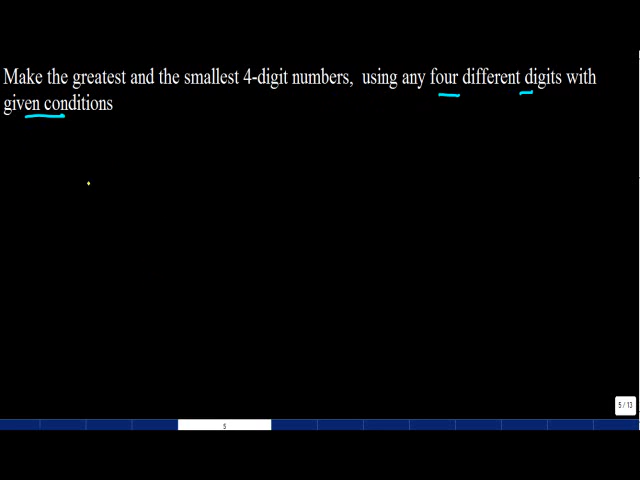 Make the greatest and the smallest 4-digit numbers, using any four different digits with
given conditions
5 / 13
5